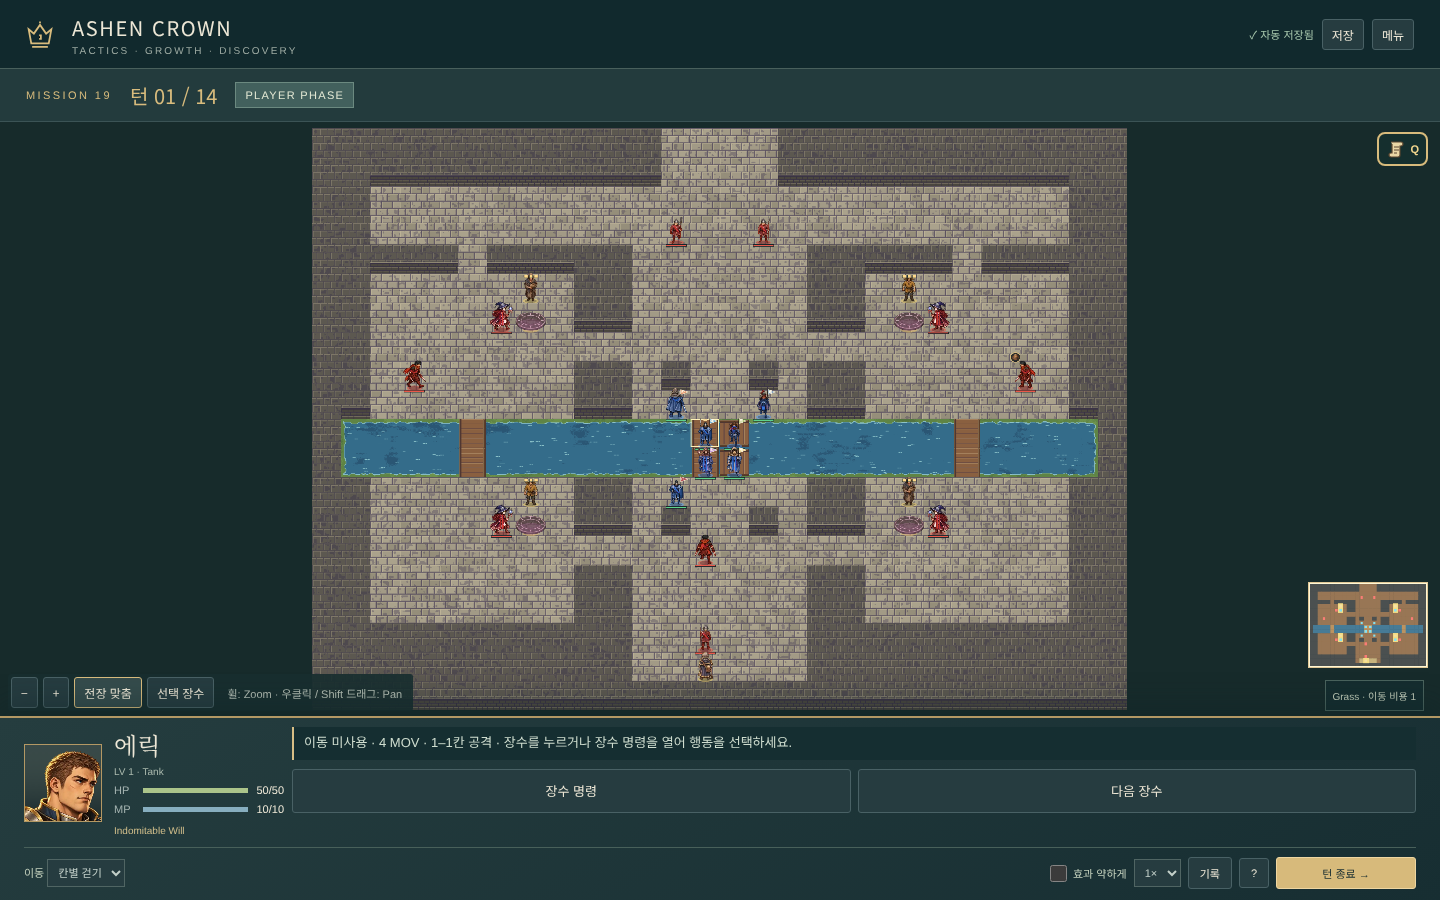 ASHEN CROWN
TACTICS · GROWTH · DISCOVERY
✓ 자동 저장됨
저장
메뉴
MISSION 19
턴 01 / 14
PLAYER PHASE
Q
−
+
전장 맞춤
선택 장수
휠: Zoom · 우클릭 / Shift 드래그: Pan
Grass · 이동 비용 1
에릭
LV 1 · Tank
HP 50/50
MP 10/10
Indomitable Will
이동 미사용 · 4 MOV · 1–1칸 공격 · 장수를 누르거나 장수 명령을 열어 행동을 선택하세요.
장수 명령
다음 장수
이동 칸별 걷기
효과 약하게
1×
기록
?
턴 종료 →